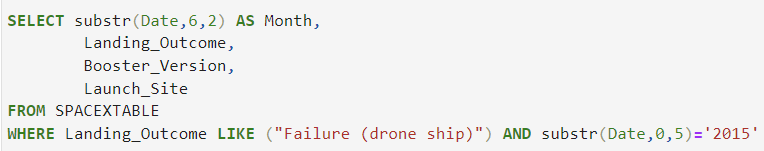 SELECT substr(Date,6,2) AS Month,
Landing_Outcome,
Booster_Version,
Launch_Site
FROM SPACEXTABLE
WHERE Landing_Outcome LIKE ("Failure (drone ship)") AND substr(Date,0,5)='2015'